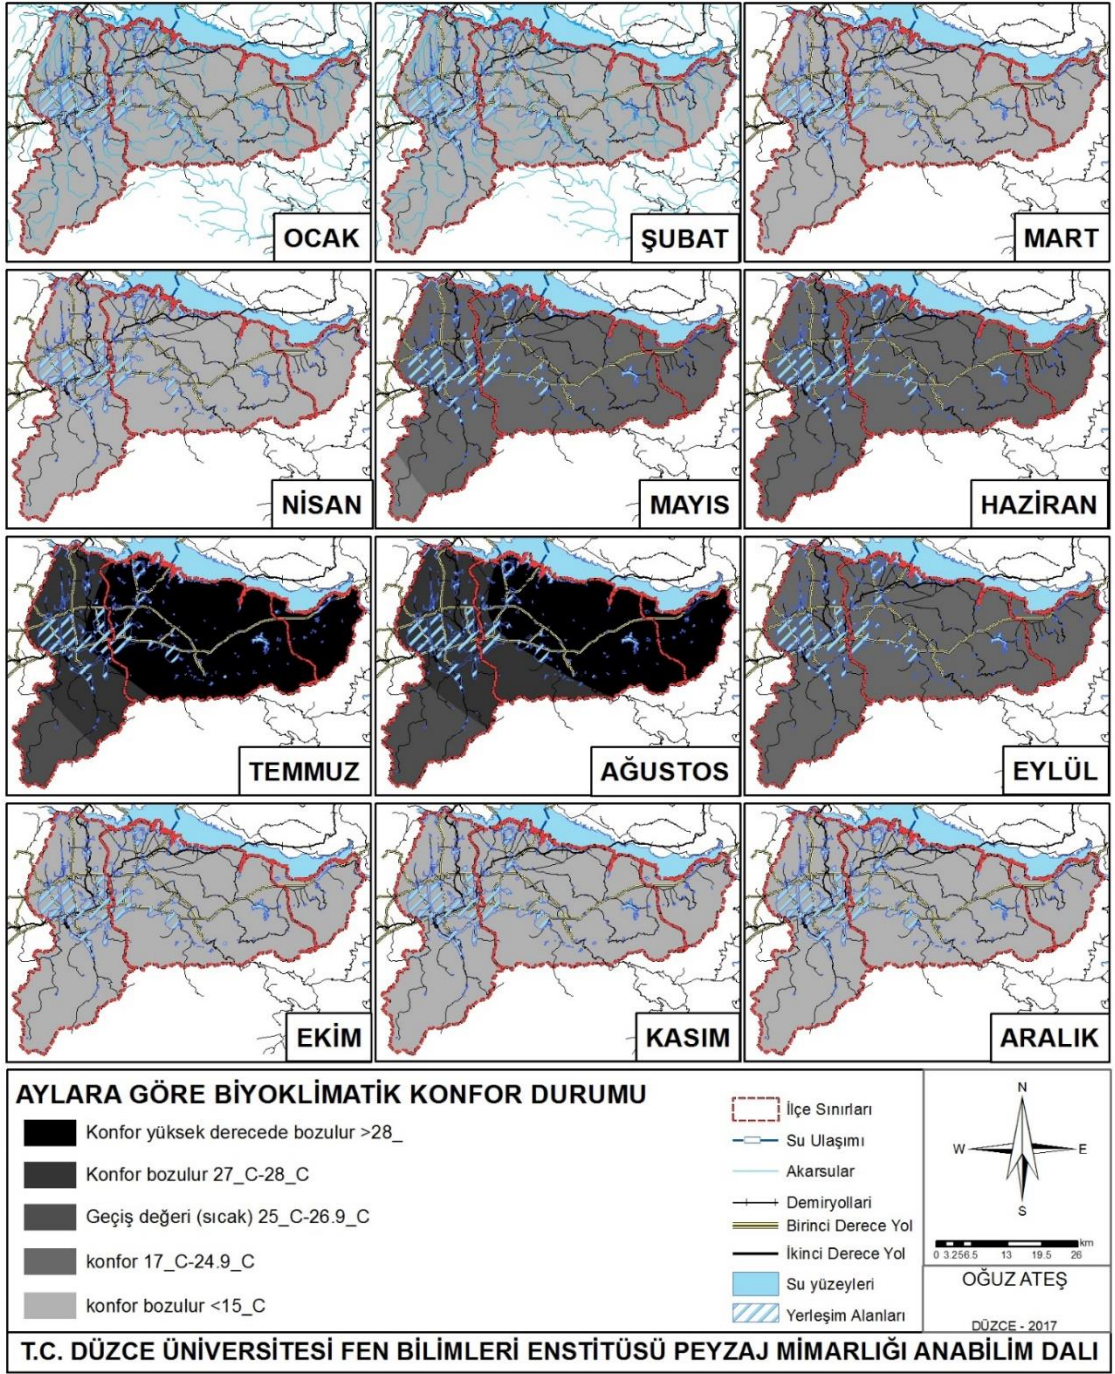 OCAK
ŞUBAT
MART
NİSAN
MAYIS
HAZİRAN
TEMMUZ
AĞUSTOS
EYLÜL
EKİM
KASIM
ARALIK
AYLARA GÖRE BİYOKLİMATİK KONFOR DURUMU
Konfor yüksek derecede bozulur >28_
Konfor bozulur 27_C-28_C
Geçiş değeri (sıcak) 25_C-26.9_C
konfor 17_C-24.9_C
konfor bozulur <15_C
İlçe Sınırları
Su Ulaşımı
Akarsular
Demiryollari
Birinci Derece Yol
İkinci Derece Yol
Su yüzeyleri
Yerleşim Alanları
N
W E
S
km
0 3.256.5 13 19.5 26
OĞUZ ATEŞ
DÜZCE - 2017
T.C. DÜZCE ÜNİVERSİTESİ FEN BİLİMLERİ ENSTİTÜSÜ PEYZAJ MİMARLIĞI ANABİLİM DALI